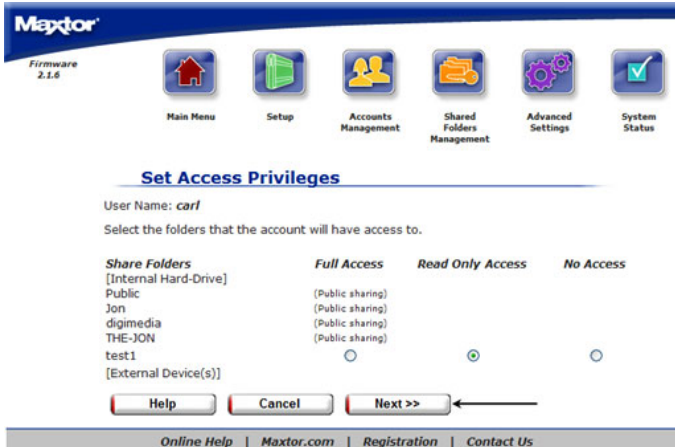 Maxtor
Firmware
2.1.6
Main Menu
Setup
Accounts
Management
Shared
Folders
Management
Advanced
Settings
System
Status
Set Access Privileges
User Name: carl
Select the folders that the account will have access to.
Share Folders Full Access Read Only Access No Access
[Internal Hard-Drive]
Public (Public sharing)
Jon (Public sharing)
digimedia (Public sharing)
THE-JON (Public sharing)
test1
[External Device(s)]
Help Cancel Next >>
Online Help | Maxtor.com | Registration | Contact Us